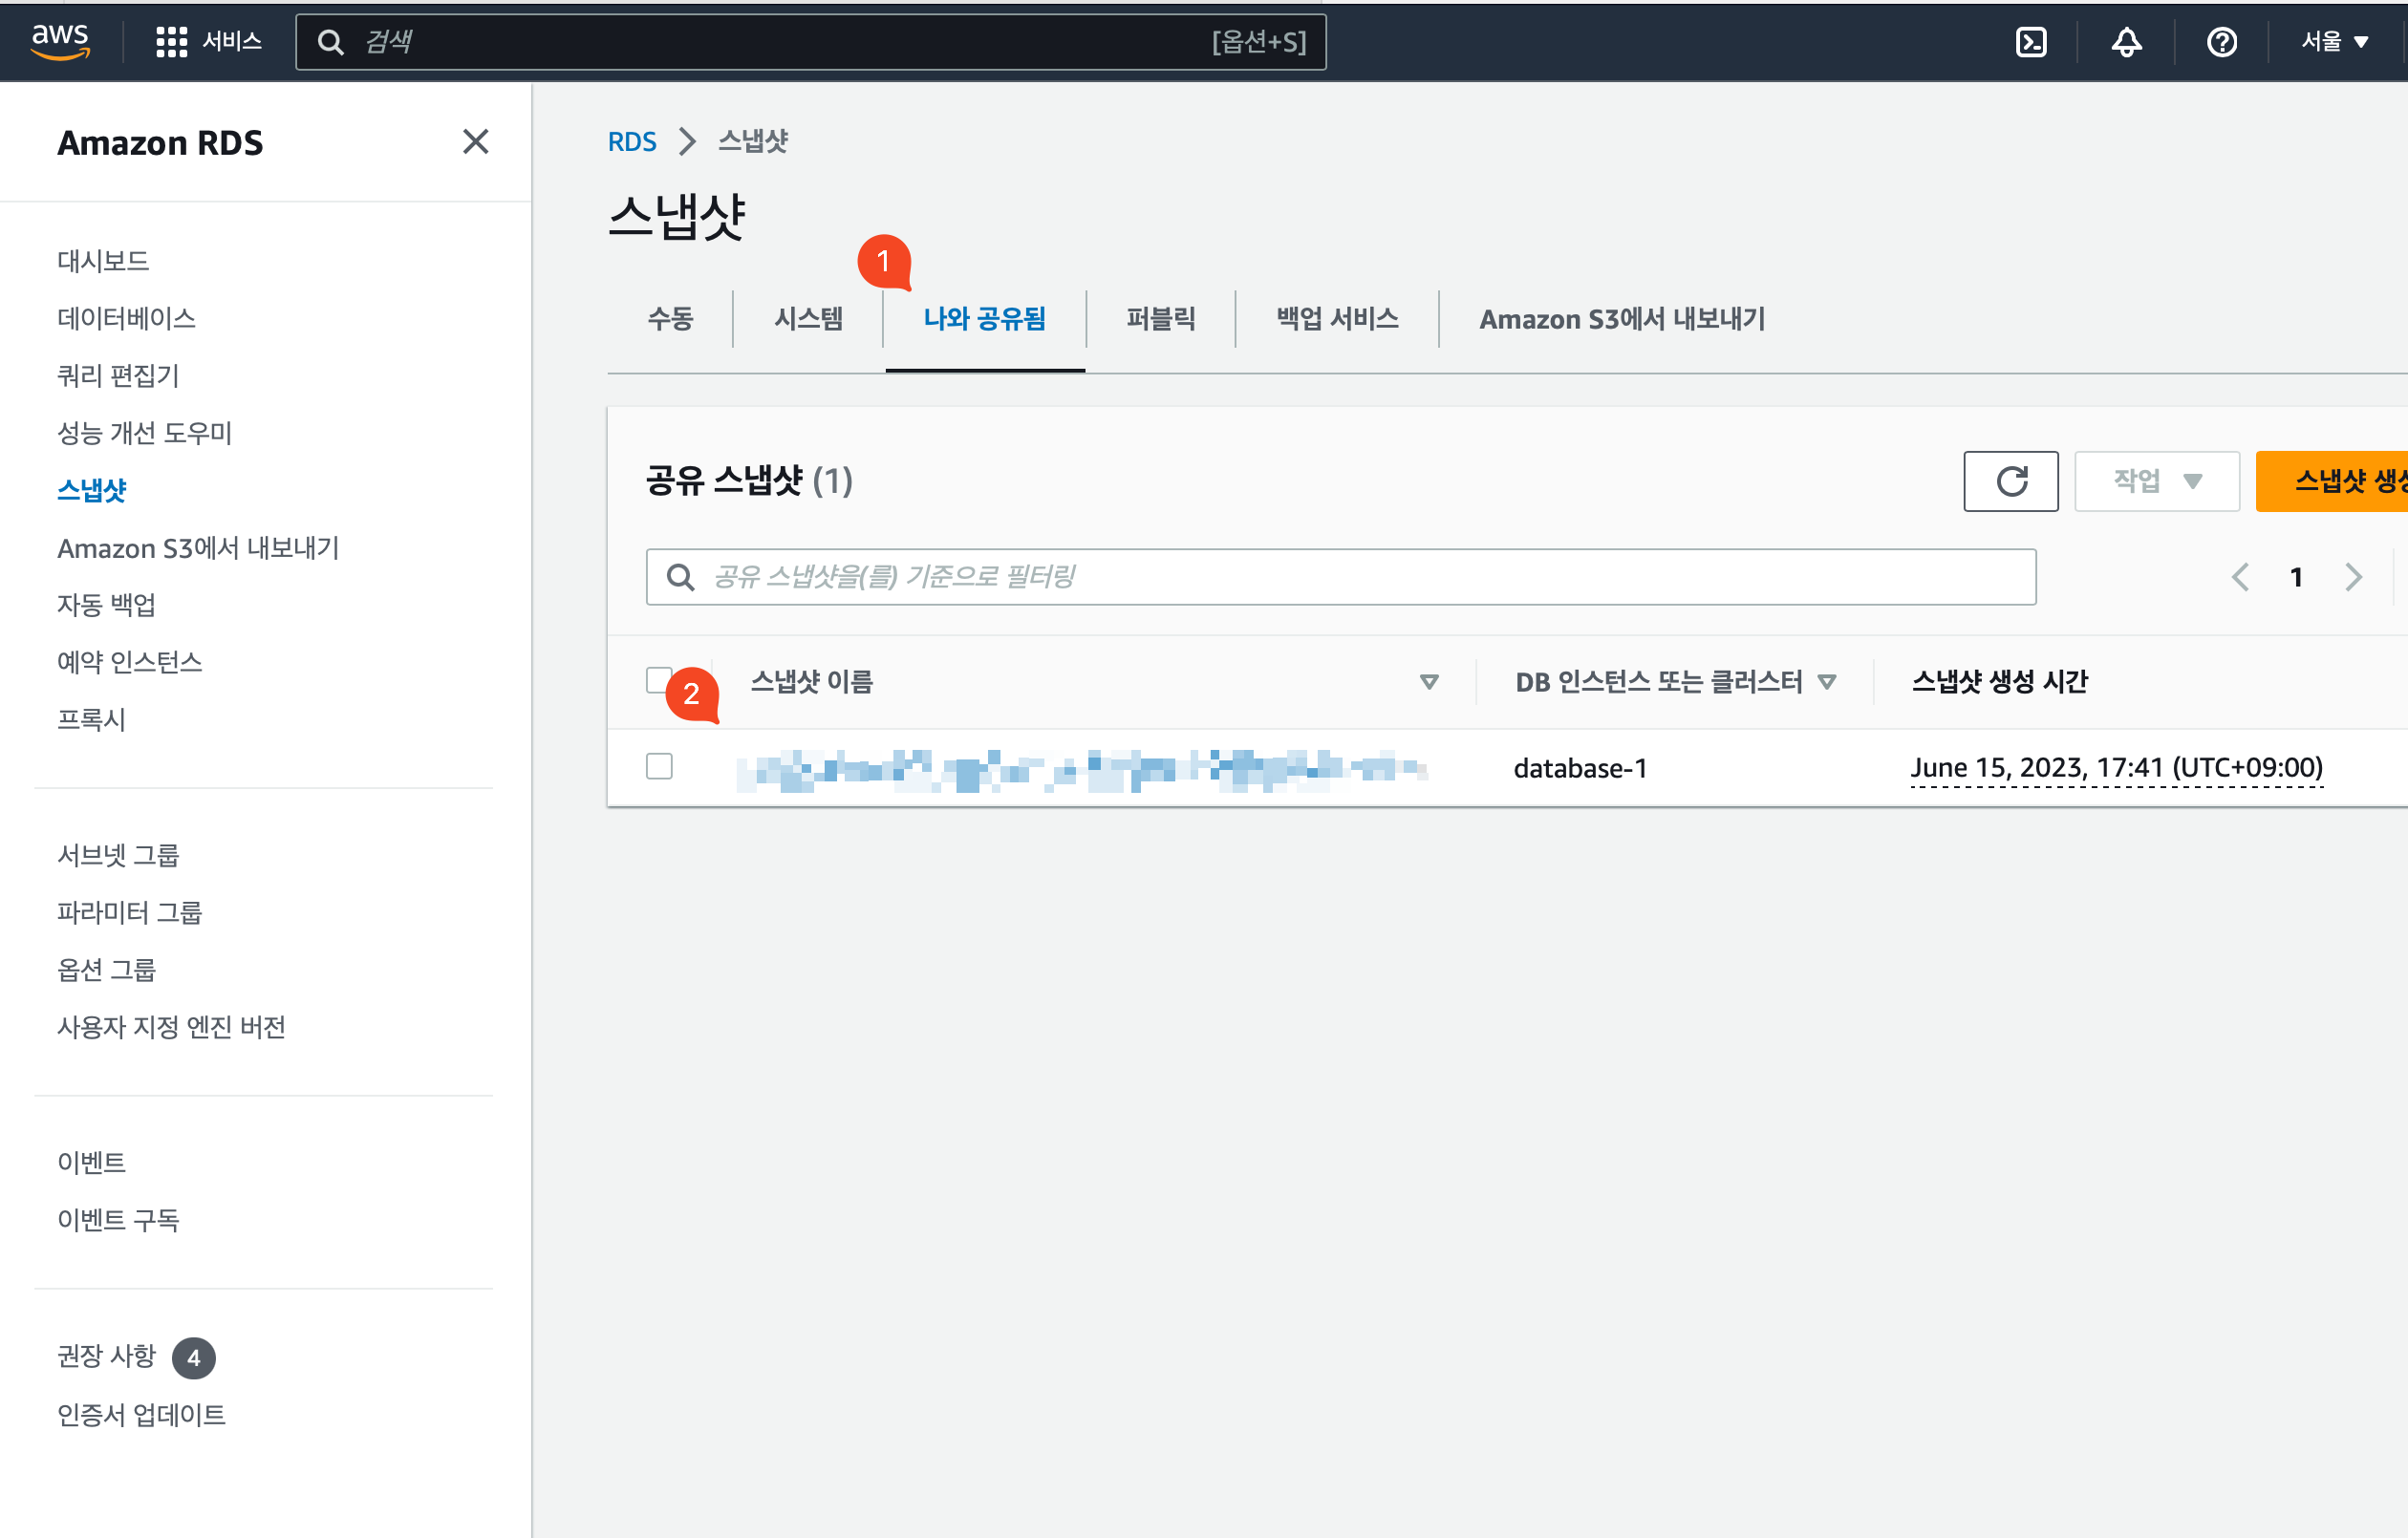 aws 서비스 검색 [옵션+S] 서울
Amazon RDS
대시보드
데이터베이스
쿼리 편집기
성능 개선 도우미
스냅샷
Amazon S3에서 내보내기
자동 백업
예약 인스턴스
프록시
서브넷 그룹
파라미터 그룹
옵션 그룹
사용자 지정 엔진 버전
이벤트
이벤트 구독
권장 사항 4
인증서 업데이트
RDS 스냅샷
스냅샷
1
수동 시스템 나와 공유됨 퍼블릭 백업 서비스 Amazon S3에서 내보내기
공유 스냅샷 (1) 작업 스냅샷 생성
공유 스냅샷을(를) 기준으로 필터링 1
2 스냅샷 이름 DB 인스턴스 또는 클러스터 스냅샷 생성 시간
database-1 June 15, 2023, 17:41 (UTC+09:00)